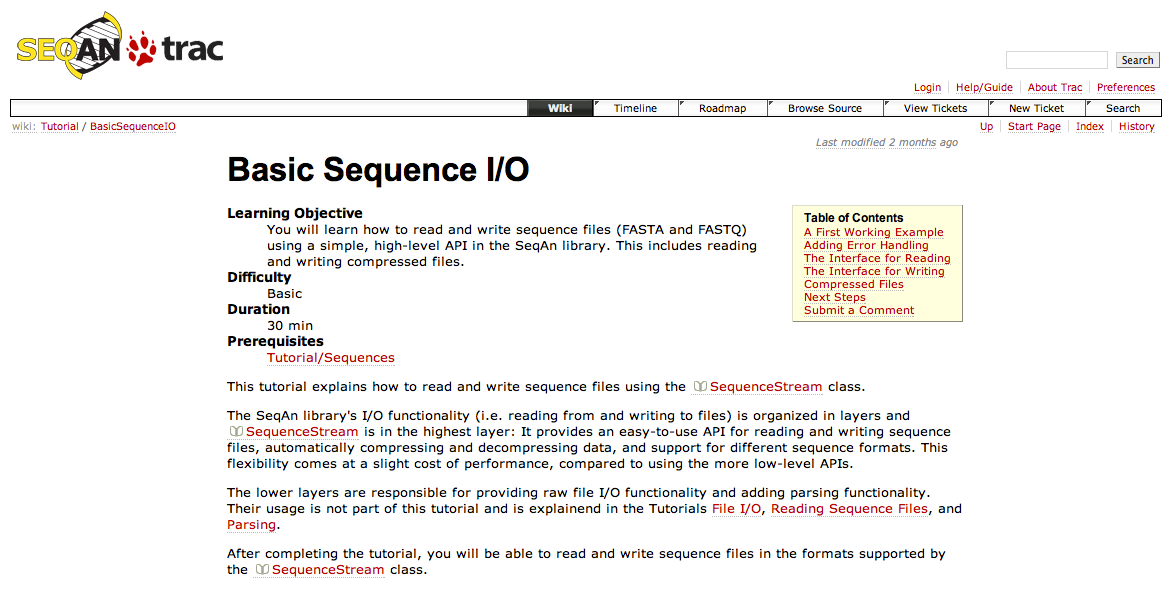 SEQAN trac
Search
Login Help/Guide About Trac Preferences
Wiki Timeline Roadmap Browse Source View Tickets New Ticket Search
wiki: Tutorial / BasicSequenceIO
Up Start Page Index History
Last modified 2 months ago
Basic Sequence I/O
Learning Objective
You will learn how to read and write sequence files (FASTA and FASTQ)
using a simple, high-level API in the SeqAn library. This includes reading
and writing compressed files.
Difficulty
Basic
Duration
30 min
Prerequisites
Tutorial/Sequences
Table of Contents
A First Working Example
Adding Error Handling
The Interface for Reading
The Interface for Writing
Compressed Files
Next Steps
Submit a Comment
This tutorial explains how to read and write sequence files using the SequenceStream class.
The SeqAn library's I/O functionality (i.e. reading from and writing to files) is organized in layers and
SequenceStream is in the highest layer: It provides an easy-to-use API for reading and writing sequence
files, automatically compressing and decompressing data, and support for different sequence formats. This
flexibility comes at a slight cost of performance, compared to using the more low-level APIs.
The lower layers are responsible for providing raw file I/O functionality and adding parsing functionality.
Their usage is not part of this tutorial and is explainend in the Tutorials File I/O, Reading Sequence Files, and
Parsing.
After completing the tutorial, you will be able to read and write sequence files in the formats supported by
the SequenceStream class.